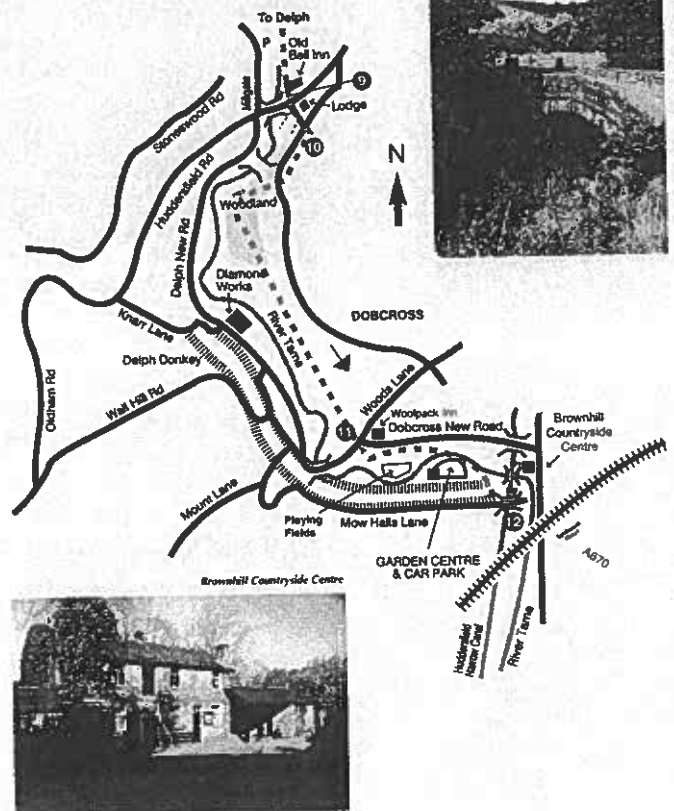 To Delph
P
Old
Bell Inn
9
Lodge
Millgate
Stoneswood Rd
Huddersfield Rd
10
N
Woodland
Delph New Rd
Diamond
Works
River Tame
DOBCROSS
Knarr Lane
Delph Donkey
Oldham Rd
Wall Hill Rd
Woods Lane
Woolpack Inn
11
Dobcross New Road
Brownhill
Countryside
Centre
Mount Lane
Playing
Fields
Mow Halls Lane
12
GARDEN CENTRE
& CAR PARK
A670
Huddersfield
Narrow Canal
River Tame
Brownhill Countryside Centre